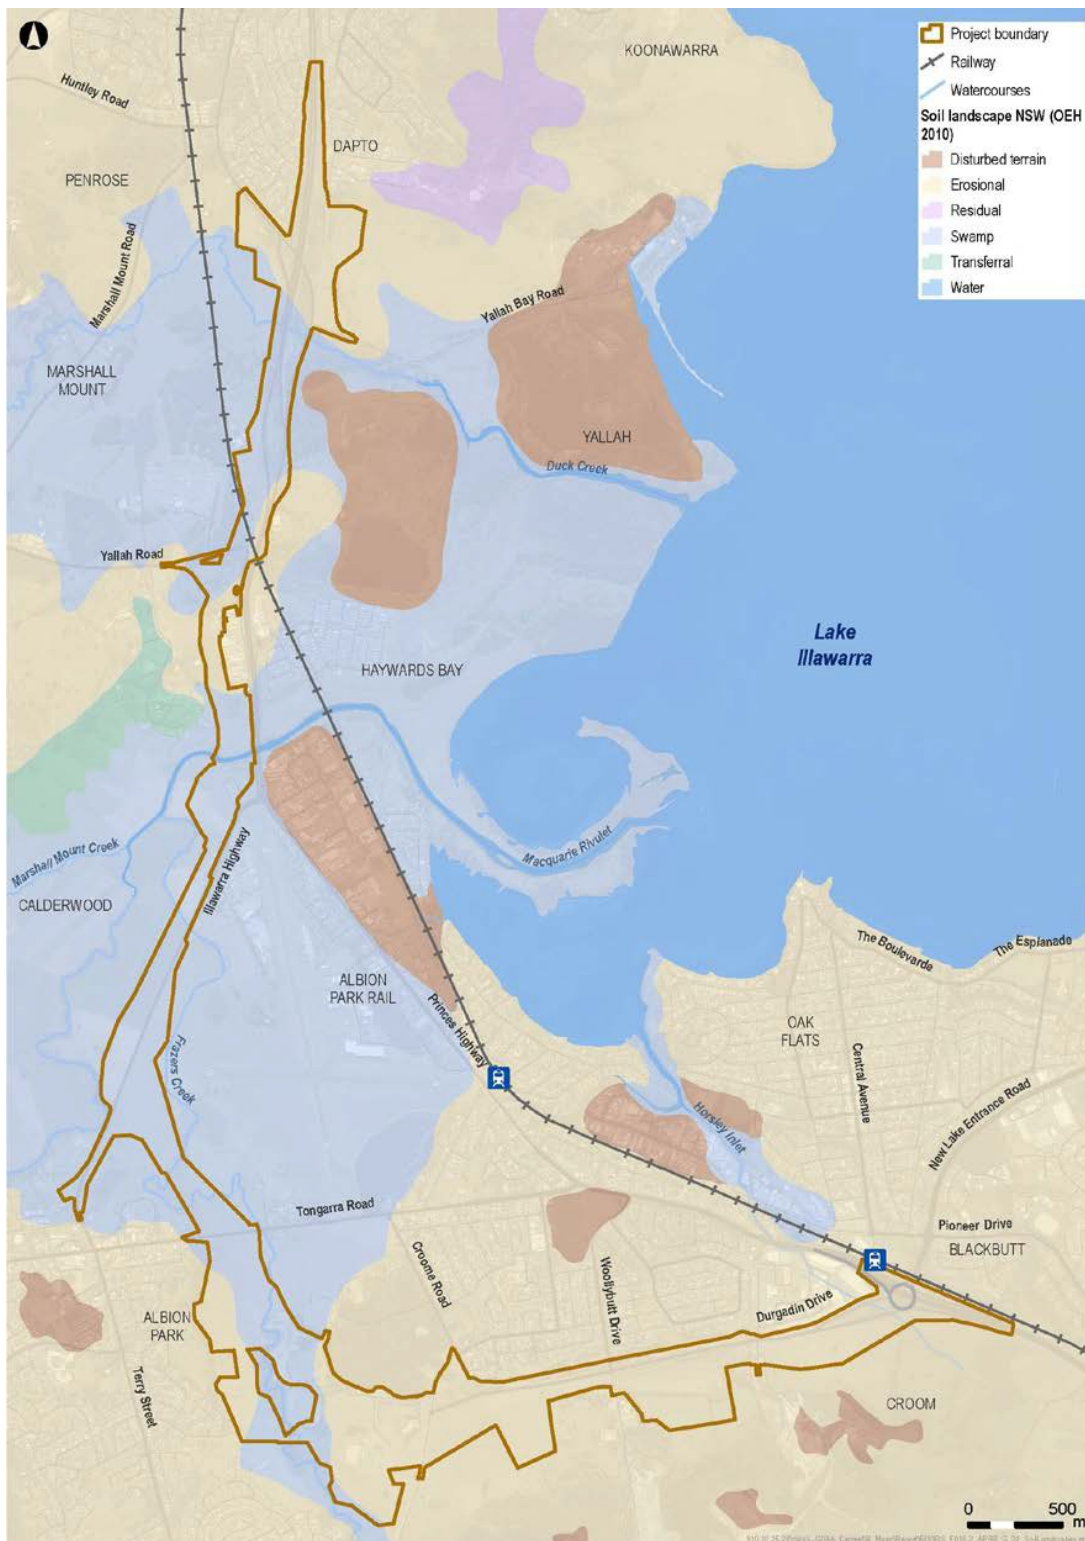 KOONAWARRA
Project boundary
Railway
Watercourses
Soil landscape NSW (OEH
2010)
Disturbed terrain
Erosional
Residual
Swamp
Transferral
Water
Huntley Road
DAPTO
PENROSE
Marshall Mount Road
Yallah Bay Road
MARSHALL
MOUNT
YALLAH
Duck Creek
Yallah Road
Lake
Illawarra
HAYWARDS BAY
Macquarie Rivulet
Marshall Mount Creek
Illawarra Highway
CALDERWOOD
The Boulevarde
The Esplanade
ALBION
PARK RAIL
Princes Highway
OAK
FLATS
Frazers Creek
Central Avenue
New Lake Entrance Road
Horsley Inlet
Tongarra Road
Pioneer Drive
BLACKBUTT
Croome Road
Woollybutt Drive
Durgadin Drive
ALBION
PARK
Terry Street
CROOM
0
500
m